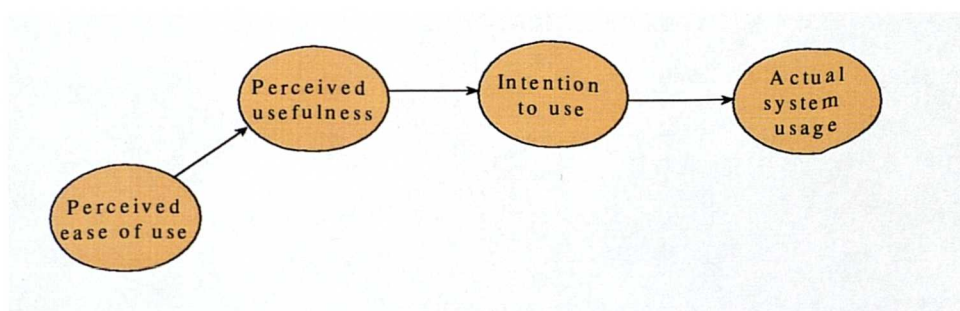 Perceived
usefulness
Intention
to use
Actual
system
usage
Perceived
ease of use